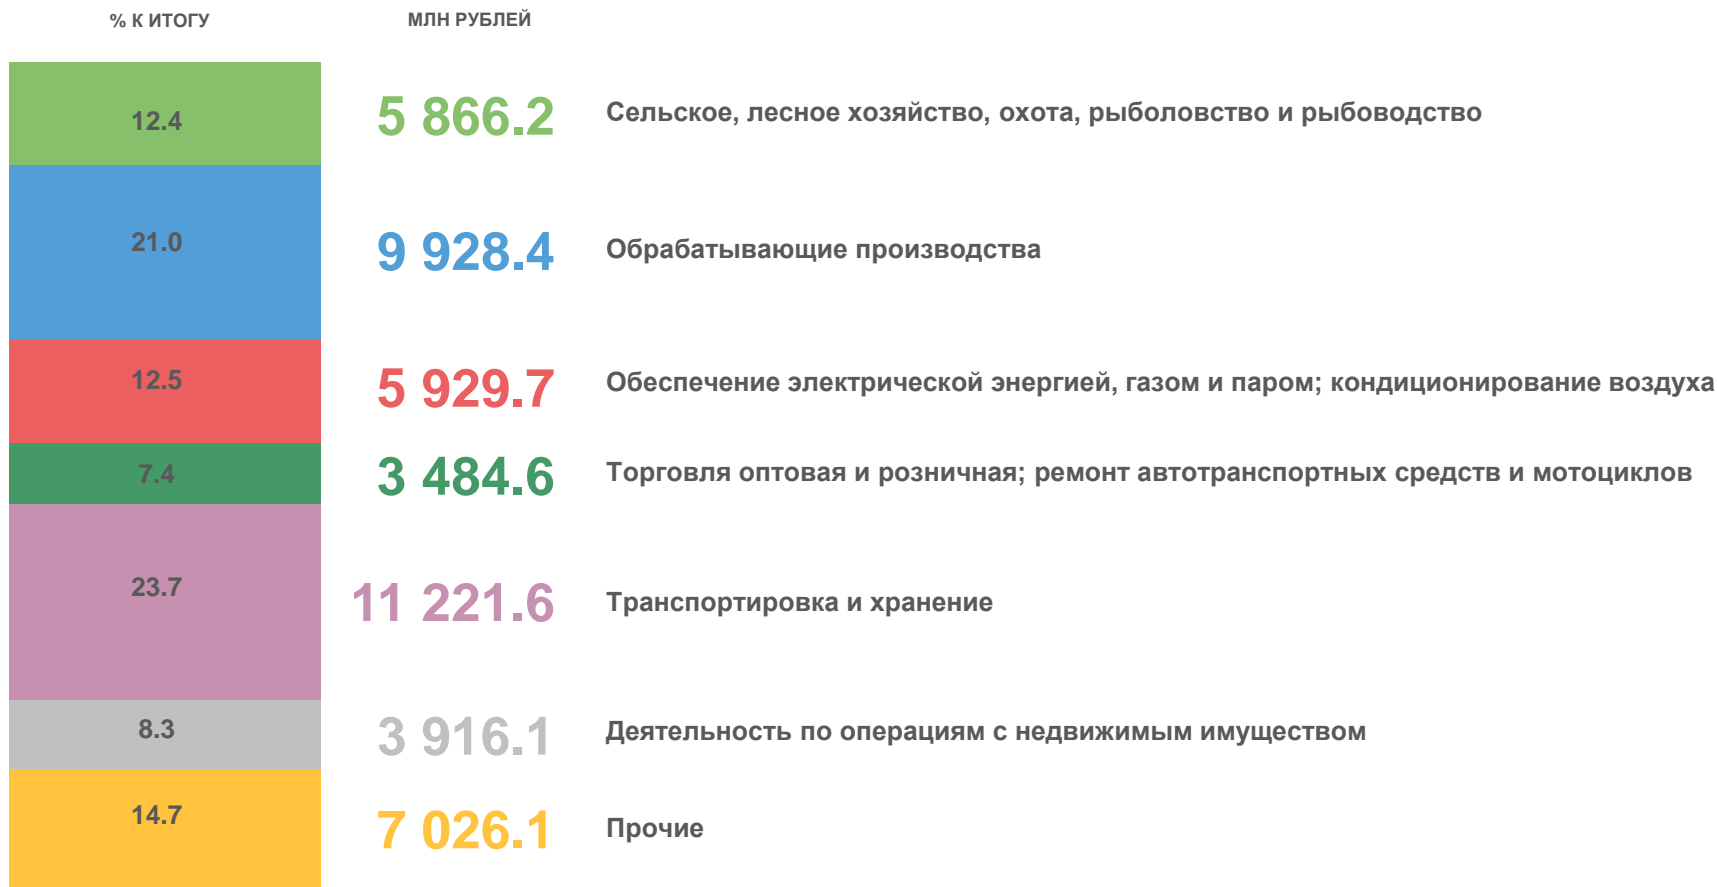 % К ИТОГУ МЛН РУБЛЕЙ
12.4 5 866.2 Сельское, лесное хозяйство, охота, рыболовство и рыбоводство
21.0 9 928.4 Обрабатывающие производства
12.5 5 929.7 Обеспечение электрической энергией, газом и паром; кондиционирование воздуха
7.4 3 484.6 Торговля оптовая и розничная; ремонт автотранспортных средств и мотоциклов
23.7 11 221.6 Транспортировка и хранение
8.3 3 916.1 Деятельность по операциям с недвижимым имуществом
14.7 7 026.1 Прочие